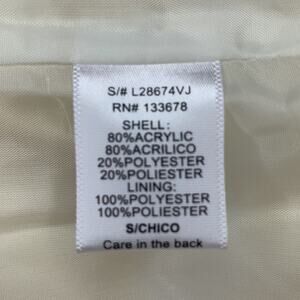 S/# L28674VJ
RN# 133678
SHELL:
80%ACRYLIC
80%ACRILICO
20%POLYESTER
20%POLIESTER
LINING:
100%POLYESTER
100%POLIESTER
S/CHICO
Care in the back